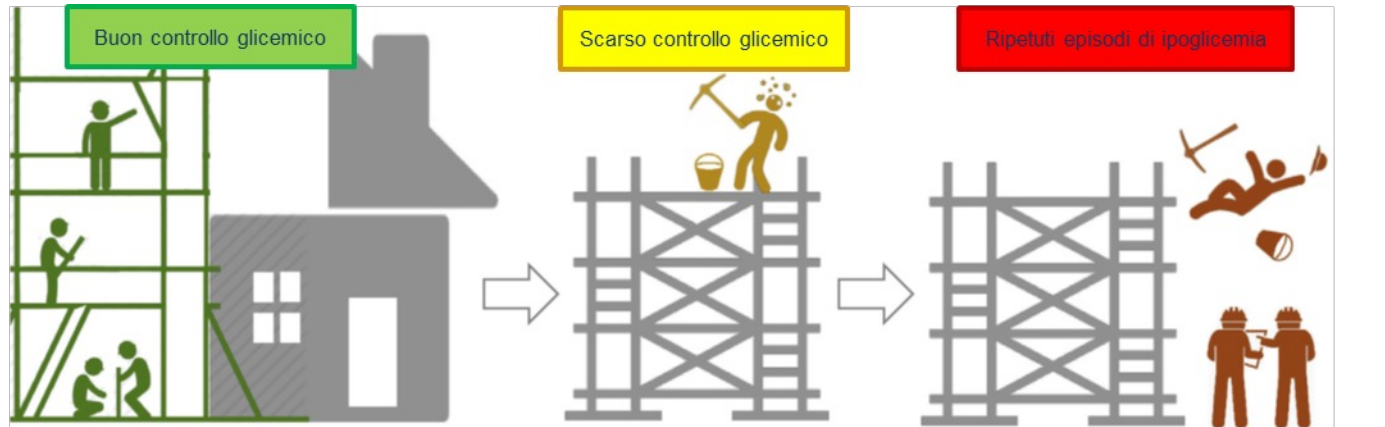 Buon controllo glicemico
Scarso controllo glicemico
Ripetuti episodi di ipoglicemia